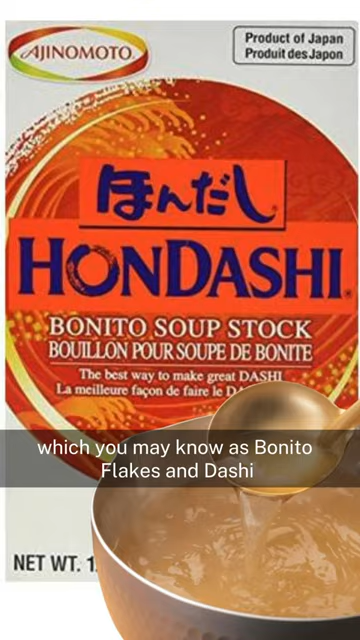 AJINOMOTO®
Product of Japan
Produit des Japon
ほんだし®
HONDASHI®
BONITO SOUP STOCK
BOUILLON POUR SOUPE DE BONITE
The best way to make great DASHI
La meilleure façon de faire le
which you may know as Bonito
Flakes and Dashi
NET WT.